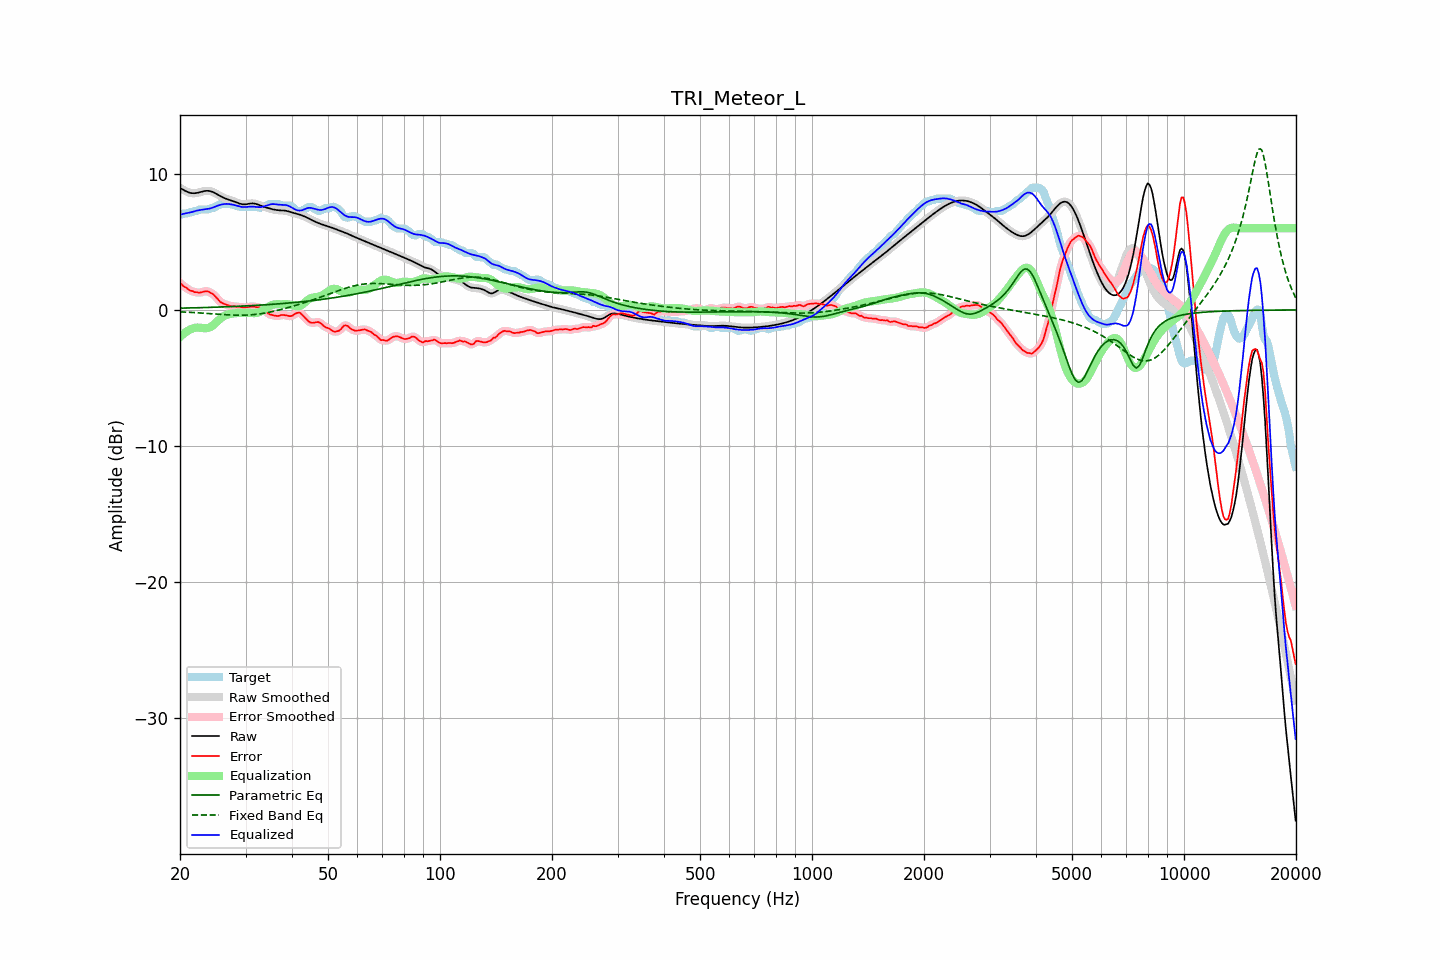 TRI_Meteor_L
Amplitude (dBr)
10
0
−10
−20
−30
Target
Raw Smoothed
Error Smoothed
Raw
Error
Equalization
Parametric Eq
Fixed Band Eq
Equalized
20 50 100 200 500 1000 2000 5000 10000 20000
Frequency (Hz)